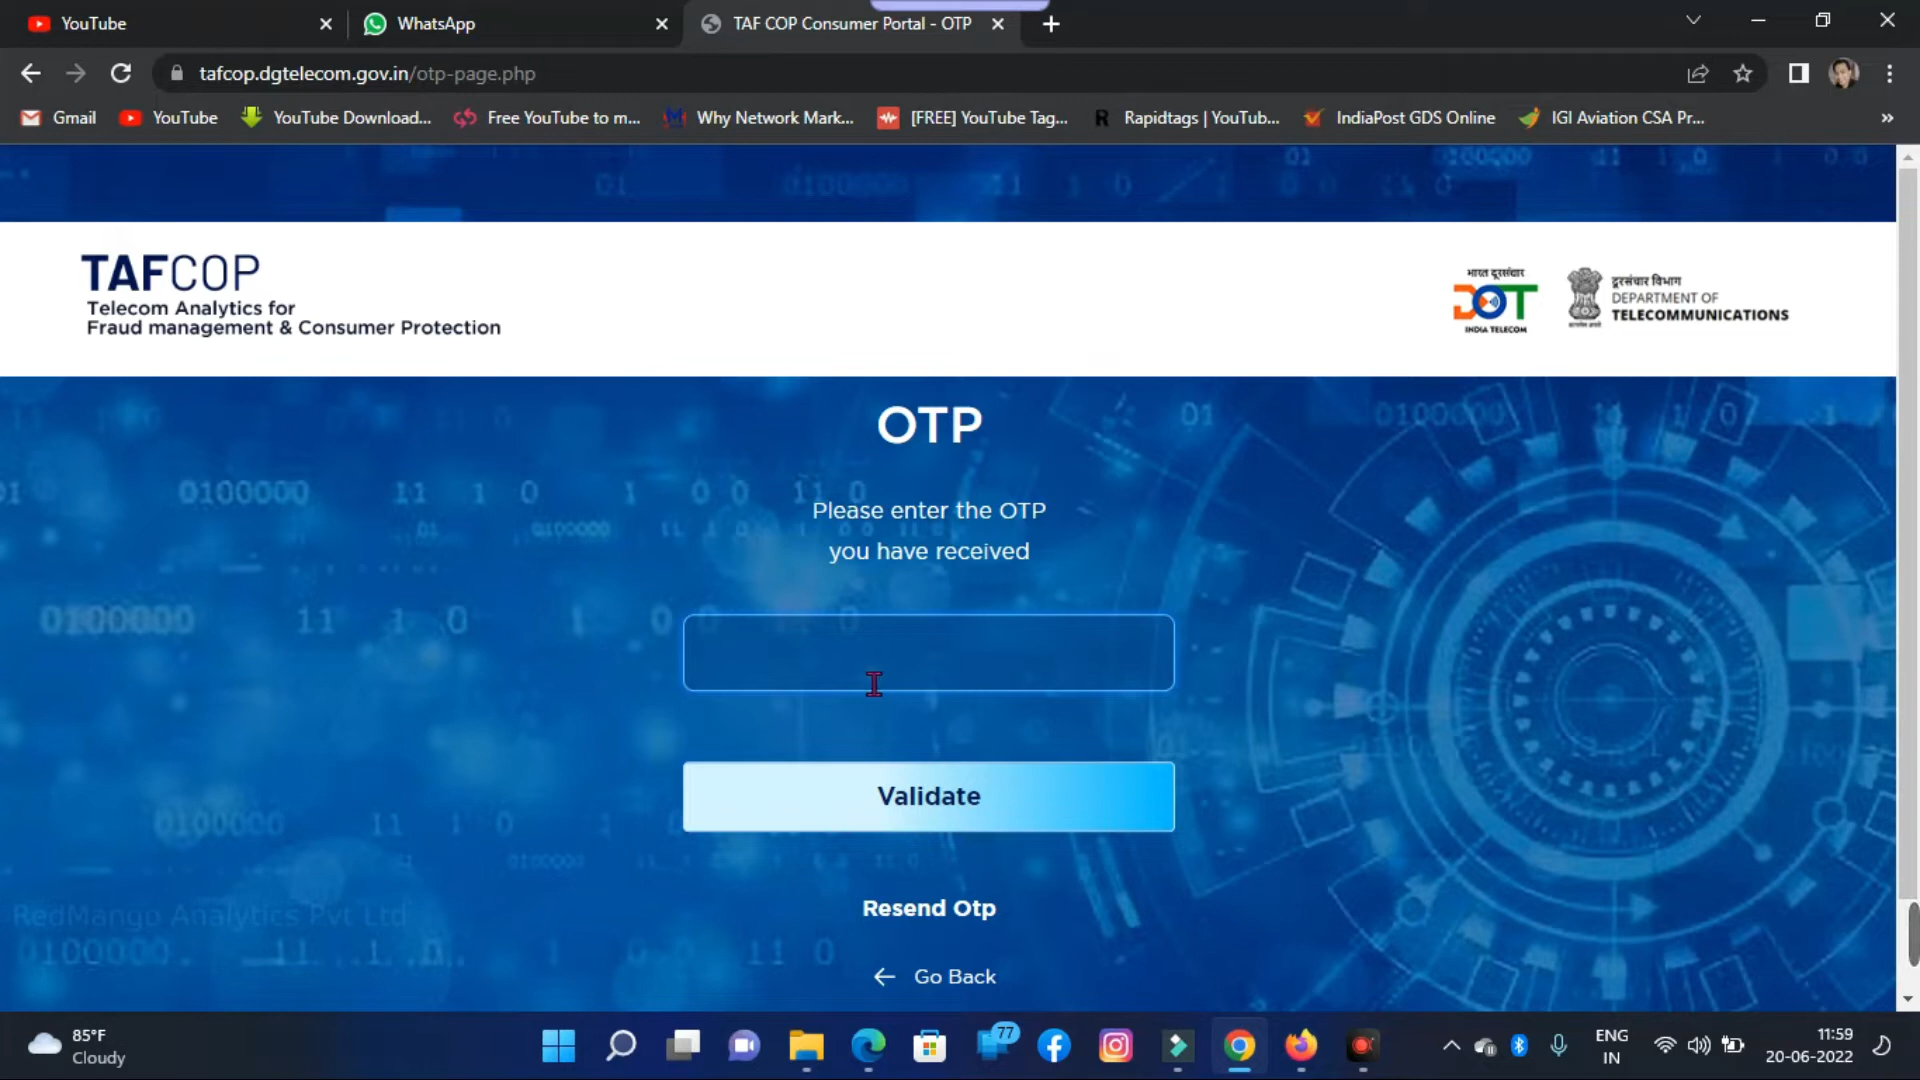 YouTube
WhatsApp
TAF COP Consumer Portal - OTP
tafcop.dgtelecom.gov.in/otp-page.php
Gmail
YouTube
YouTube Download...
Free YouTube to m...
Why Network Mark...
[FREE] YouTube Tag...
R
Rapidtags | YouTub...
IndiaPost GDS Online
IGI Aviation CSA Pr...
»
TAFCOP
Telecom Analytics for
Fraud management & Consumer Protection
भारत दूरसंचार
DOT
INDIA TELECOM
दूरसंचार विभाग
DEPARTMENT OF
TELECOMMUNICATIONS
OTP
Please enter the OTP
you have received
Validate
Resend Otp
← Go Back
RedMango Analytics Pvt Ltd
85°F
Cloudy
77
ENG
IN
11:59
20-06-2022